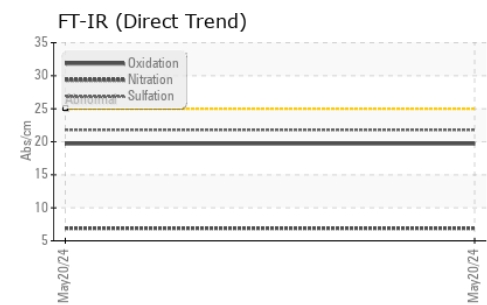 FT-IR (Direct Trend)
35
30
25
20
15
10
5
Abs/cm
Oxidation
Nitration
Sulfation
Abnormal
May20/24
May20/24